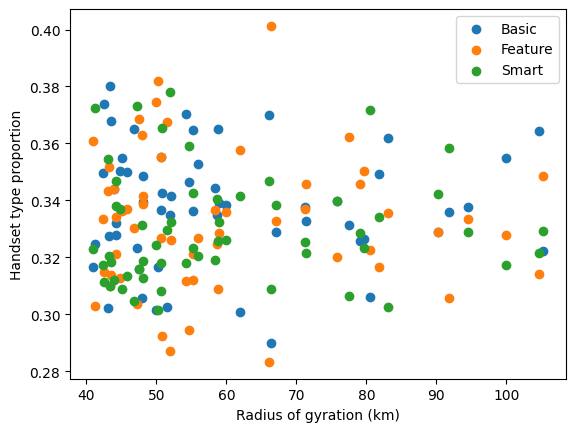 Basic
Feature
Smart
0.40
0.38
0.36
0.34
0.32
0.30
0.28
Handset type proportion
40 50 60 70 80 90 100
Radius of gyration (km)